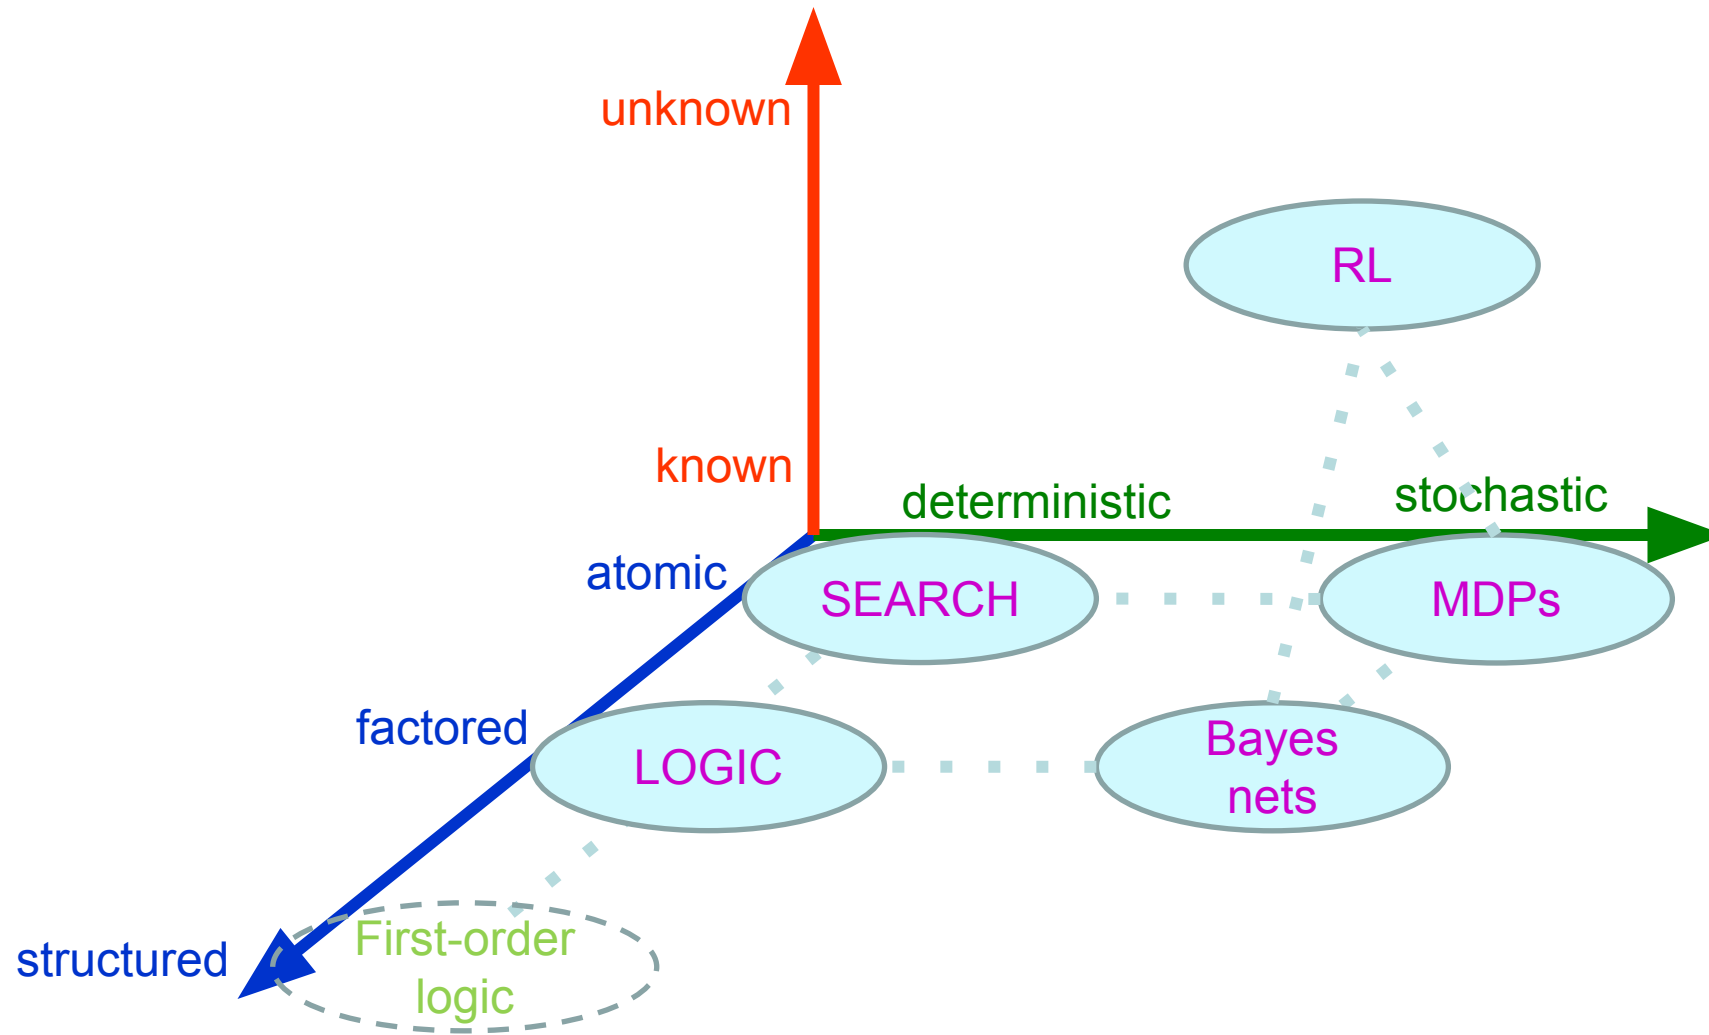 unknown
RL
known
deterministic
stochastic
atomic
SEARCH
MDPs
factored
LOGIC
Bayes
nets
structured
First-order
logic